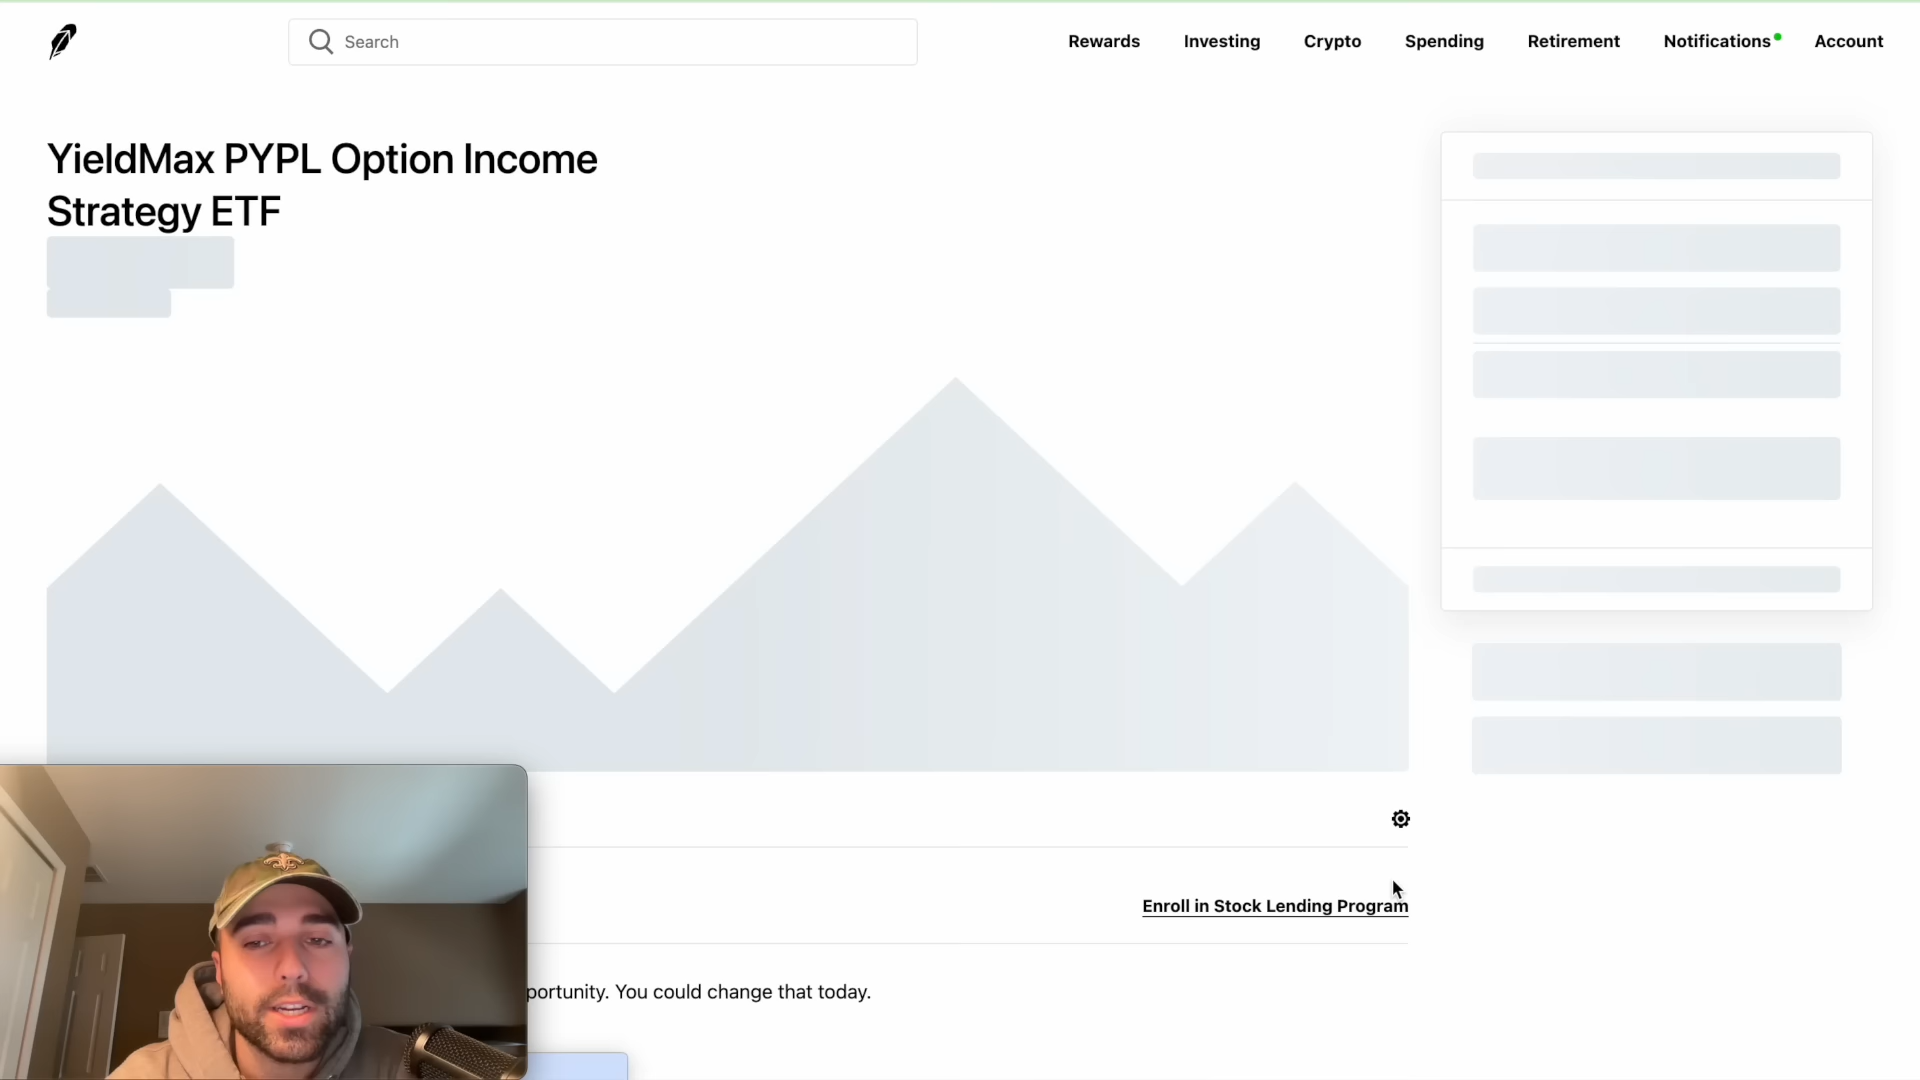 Search
Rewards
Investing
Crypto
Spending
Retirement
Notifications
Account
YieldMax PYPL Option Income
Strategy ETF
Enroll in Stock Lending Program
portunity. You could change that today.